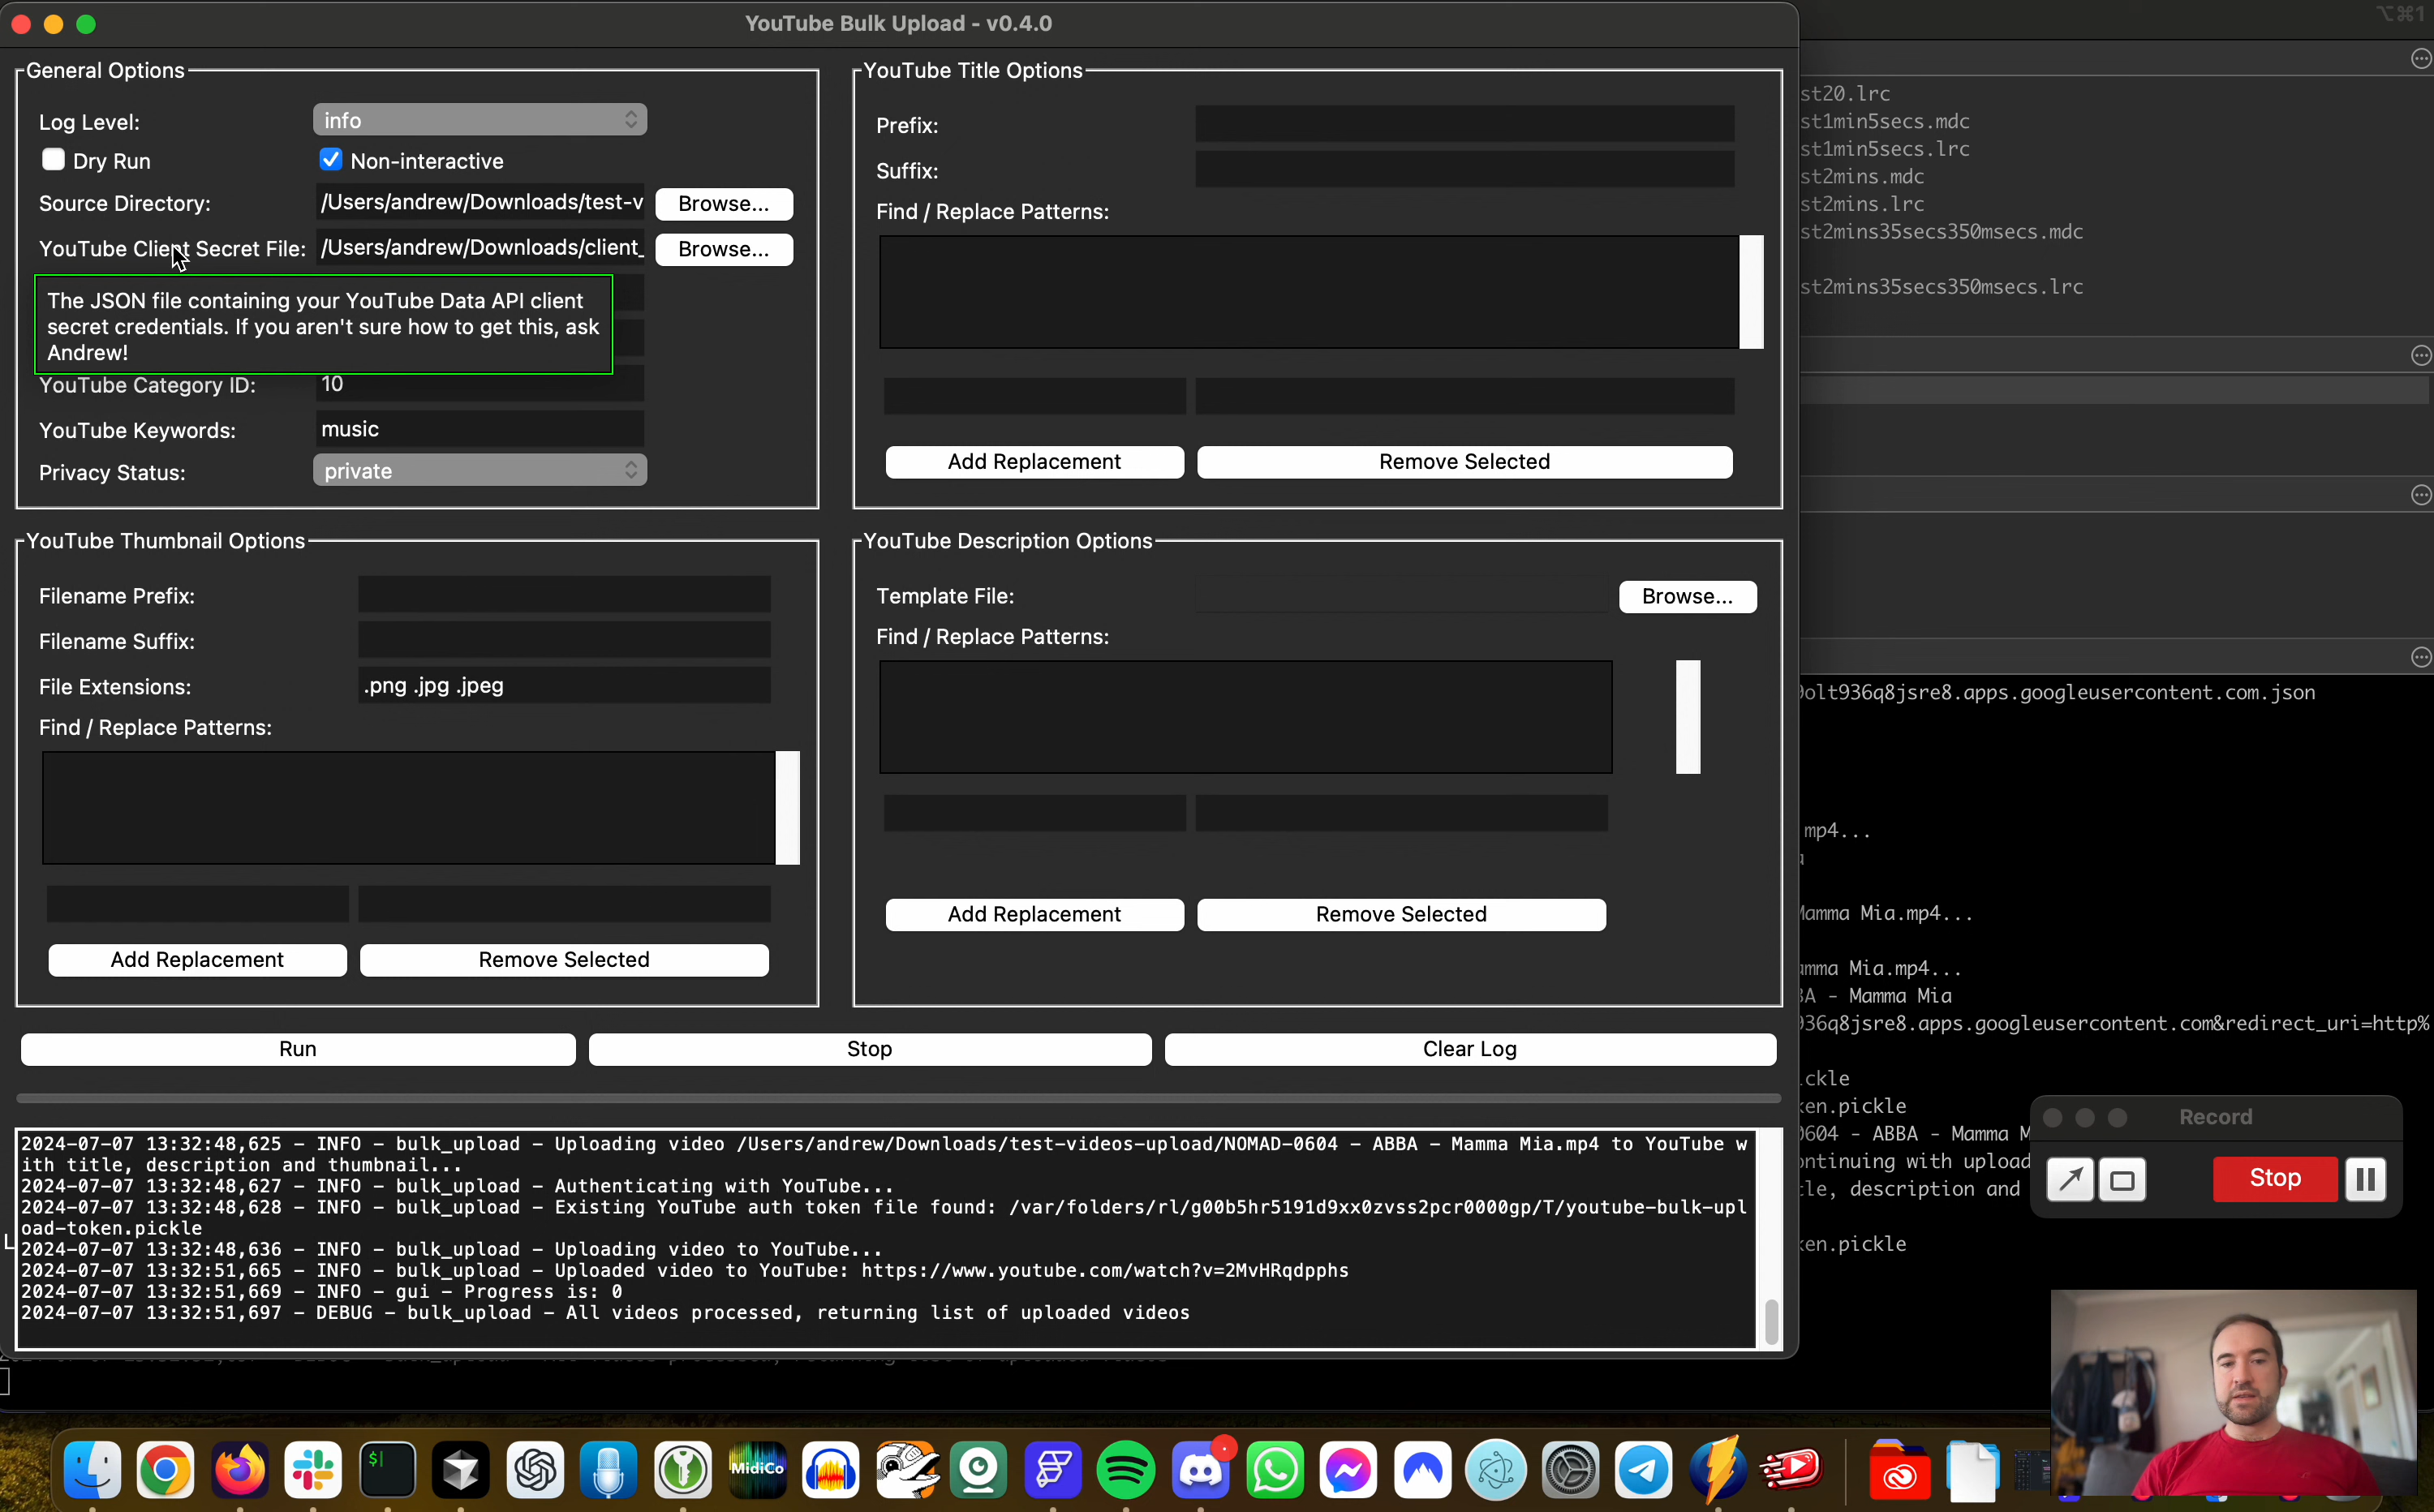 YouTube Bulk Upload - v0.4.0
⌥⌘1
General Options
Log Level:
info
Dry Run
Non-interactive
Source Directory:
/Users/andrew/Downloads/test-v
Browse...
YouTube Client Secret File:
/Users/andrew/Downloads/client_
Browse...
The JSON file containing your YouTube Data API client
secret credentials. If you aren't sure how to get this, ask
Andrew!
YouTube Category ID:
10
YouTube Keywords:
music
Privacy Status:
private
YouTube Title Options
Prefix:
Suffix:
Find / Replace Patterns:
Add Replacement
Remove Selected
YouTube Thumbnail Options
Filename Prefix:
Filename Suffix:
File Extensions:
.png .jpg .jpeg
Find / Replace Patterns:
Add Replacement
Remove Selected
YouTube Description Options
Template File:
Browse...
Find / Replace Patterns:
Add Replacement
Remove Selected
Run
Stop
Clear Log
2024-07-07 13:32:48,625 - INFO - bulk_upload - Uploading video /Users/andrew/Downloads/test-videos-upload/NOMAD-0604 - ABBA - Mamma Mia.mp4 to YouTube w
ith title, description and thumbnail...
2024-07-07 13:32:48,627 - INFO - bulk_upload - Authenticating with YouTube...
2024-07-07 13:32:48,628 - INFO - bulk_upload - Existing YouTube auth token file found: /var/folders/rl/g00b5hr5191d9xx0zvss2pcr0000gp/T/youtube-bulk-upl
oad-token.pickle
2024-07-07 13:32:48,636 - INFO - bulk_upload - Uploading video to YouTube...
2024-07-07 13:32:51,665 - INFO - bulk_upload - Uploaded video to YouTube: https://www.youtube.com/watch?v=2MvHRqdpphs
2024-07-07 13:32:51,669 - INFO - gui - Progress is: 0
2024-07-07 13:32:51,697 - DEBUG - bulk_upload - All videos processed, returning list of uploaded videos
st20.lrc
st1min5secs.mdc
st1min5secs.lrc
st2mins.mdc
st2mins.lrc
st2mins35secs350msecs.mdc
st2mins35secs350msecs.lrc
olt936q8jsre8.apps.googleusercontent.com.json
mp4...
Mamma Mia.mp4...
mma Mia.mp4...
BA - Mamma Mia
936q8jsre8.apps.googleusercontent.com&redirect_uri=http%
ckle
ken.pickle
0604 - ABBA - Mamma M
ontinuing with upload
tle, description and
ken.pickle
Record
Stop
$|
MidiCo